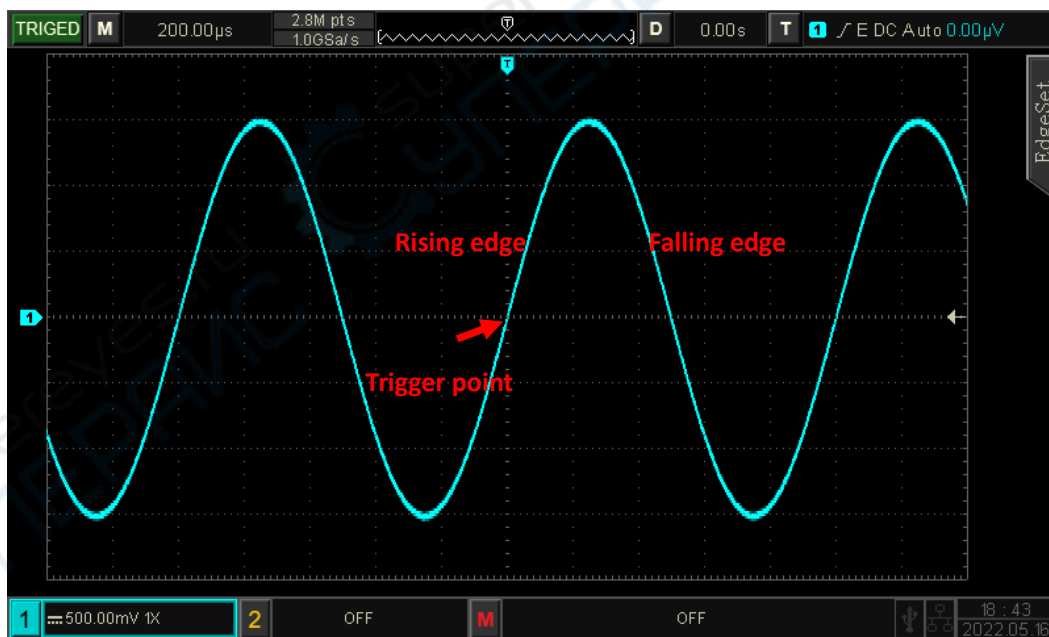 TRIGED M 200.00μs 2.8M pts D 0.00s T 1 E DC Auto 0.00μV
1.0GSa/s
T
T
EdgeSet
Rising edge Falling edge
1
Trigger point
1 500.00mV 1X 2 OFF M OFF 18:43
2022.05.16